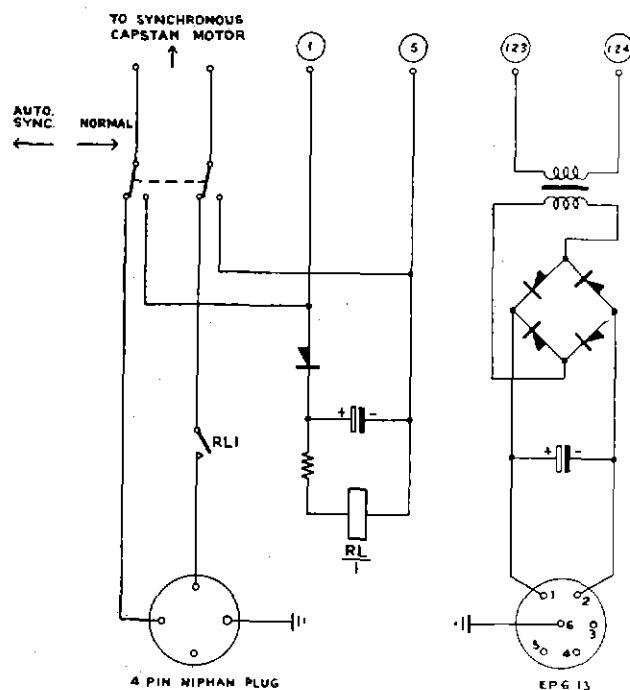 TO SYNCHRONOUS
CAPSTAM MOTOR
1
5
123
124
AUTO.
SYNC.
NORMAL
+
-
+
-
RL1
RL
1
1
2
6
3
5
4
4 PIN NIPHAN PLUG
EPG 13